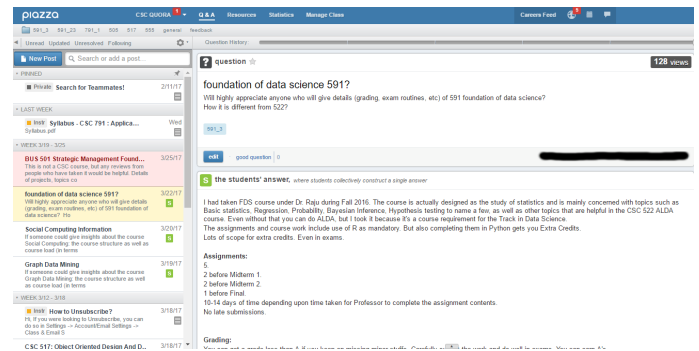 piazza CSC QUORA 1 Q & A Resources Statistics Manage Class Careers Feed 5
591_3 591_23 791_1 505 517 555 general feedback
Unread Updated Unresolved Following Question History
New Post Search or add a post...
PINNED
Private Search for Teammates! 2/11/17
LAST WEEK
Instr Syllabus - CSC 791 : Applica... Wed
Syllabus.pdf
WEEK 3/19 - 3/25
BUS 501 Strategic Management Found... 3/25/17
This is not a CSC course, but any reviews from
people who have taken it would be helpful. Details
of projects, topics co
foundation of data science 591? 3/22/17
Will highly appreciate anyone who will give details
(grading, exam routines, etc) of 591 foundation of
data science? Ho
S
Social Computing Information 3/20/17
If someone could give insights about the course
Social Computing: the course structure as well as
course load (in terms
S
Graph Data Mining 3/19/17
If someone could give insights about the course
Graph Data Mining: the course structure as well
as course load (in terms
S
WEEK 3/12 - 3/18
Instr How to Unsubscribe? 3/18/17
Hi, If you were looking to Unsubscribe, you can
do so in Settings -> Account/Email Settings ->
Class & Email S
CSC 517: Object Oriented Design And D... 3/18/17
? question 128 views
foundation of data science 591?
Will highly appreciate anyone who will give details (grading, exam routines, etc) of 591 foundation of data science?
How it is different from 522?
591_3
edit good question 0
S the students' answer, where students collectively construct a single answer
I had taken FDS course under Dr. Raju during Fall 2016. The course is actually designed as the study of statistics and is mainly concerned with topics such as
Basic statistics, Regression, Probability, Bayesian Inference, Hypothesis testing to name a few, as well as other topics that are helpful in the CSC 522 ALDA
course. Even without that you can do ALDA, but I took it because it's a course requirement for the Track in Data Science.
The assignments and course work include use of R as mandatory. But also completing them in Python gets you Extra Credits.
Lots of scope for extra credits. Even in exams.
Assignments:
5.
2 before Midterm 1.
2 before Midterm 2.
1 before Final.
10-14 days of time depending upon time taken for Professor to complete the assignment contents.
No late submissions.
Grading: